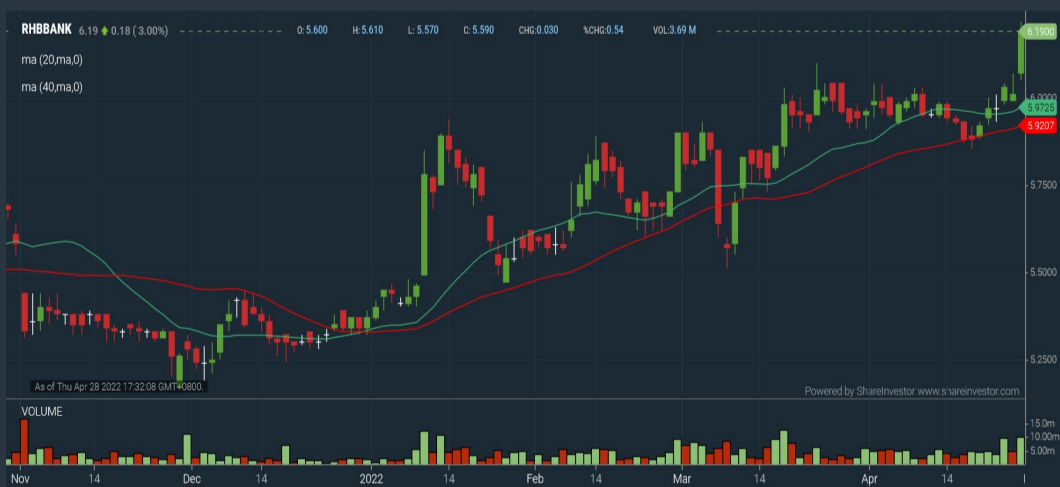 RHBBANK 6.19 0.18 ( 3.00%) O: 5.600 H: 5.610 L: 5.570 C: 5.590 CHG:0.030 %CHG:0.54 VOL:3.69 M
6.1900
ma (20,ma,0)
ma (40,ma,0)
6.0000
5.9725
5.9207
5.7500
5.5000
5.2500
As of Thu Apr 28 2022 17:32:08 GMT+0800.
Powered by ShareInvestor www.shareinvestor.com
VOLUME
15.0m
10.00m
5.00m
Nov 14 Dec 14 2022 14 Feb 14 Mar 14 Apr 14